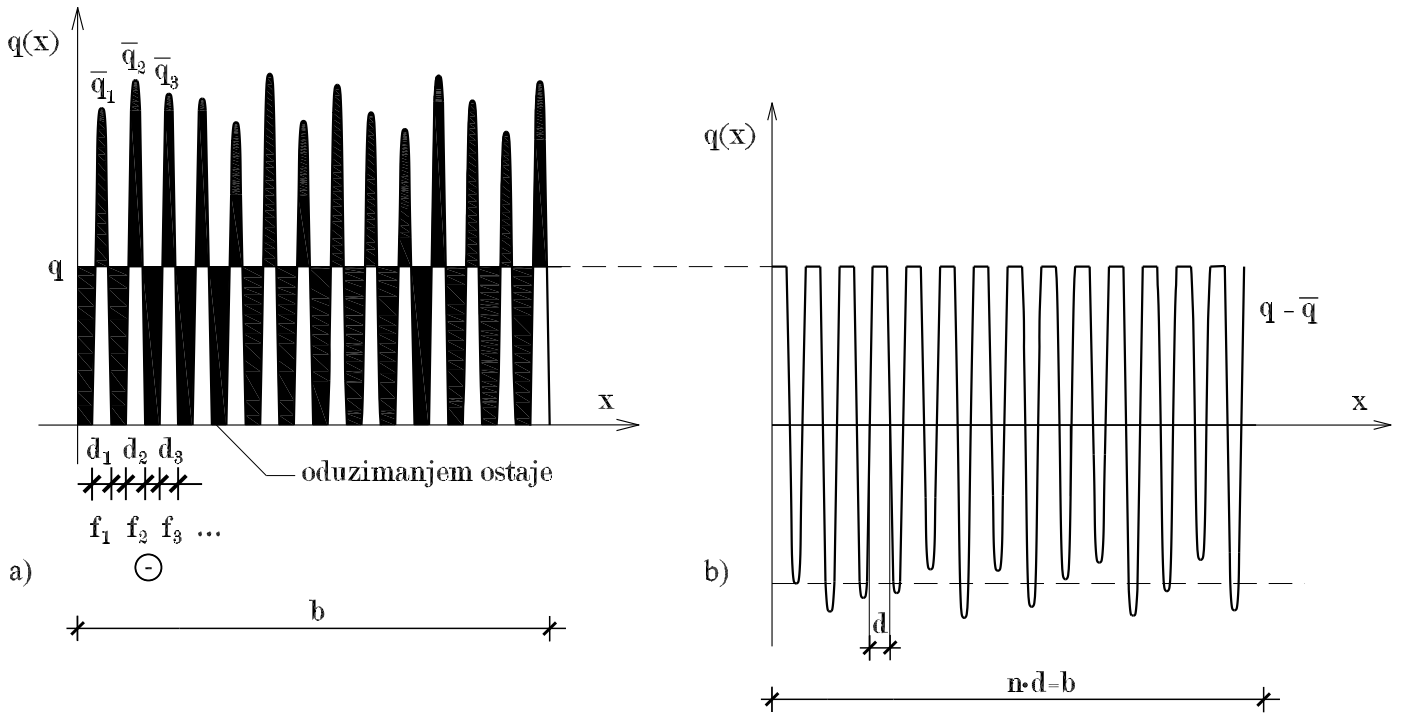 q(x)
q̅₁
q̅₂
q̅₃
q
x
d₁ d₂ d₃
oduzimanjem ostaje
f₁ f₂ f₃ ...
-
a)
b
q(x)
q - q̅
x
b)
d
n·d=b